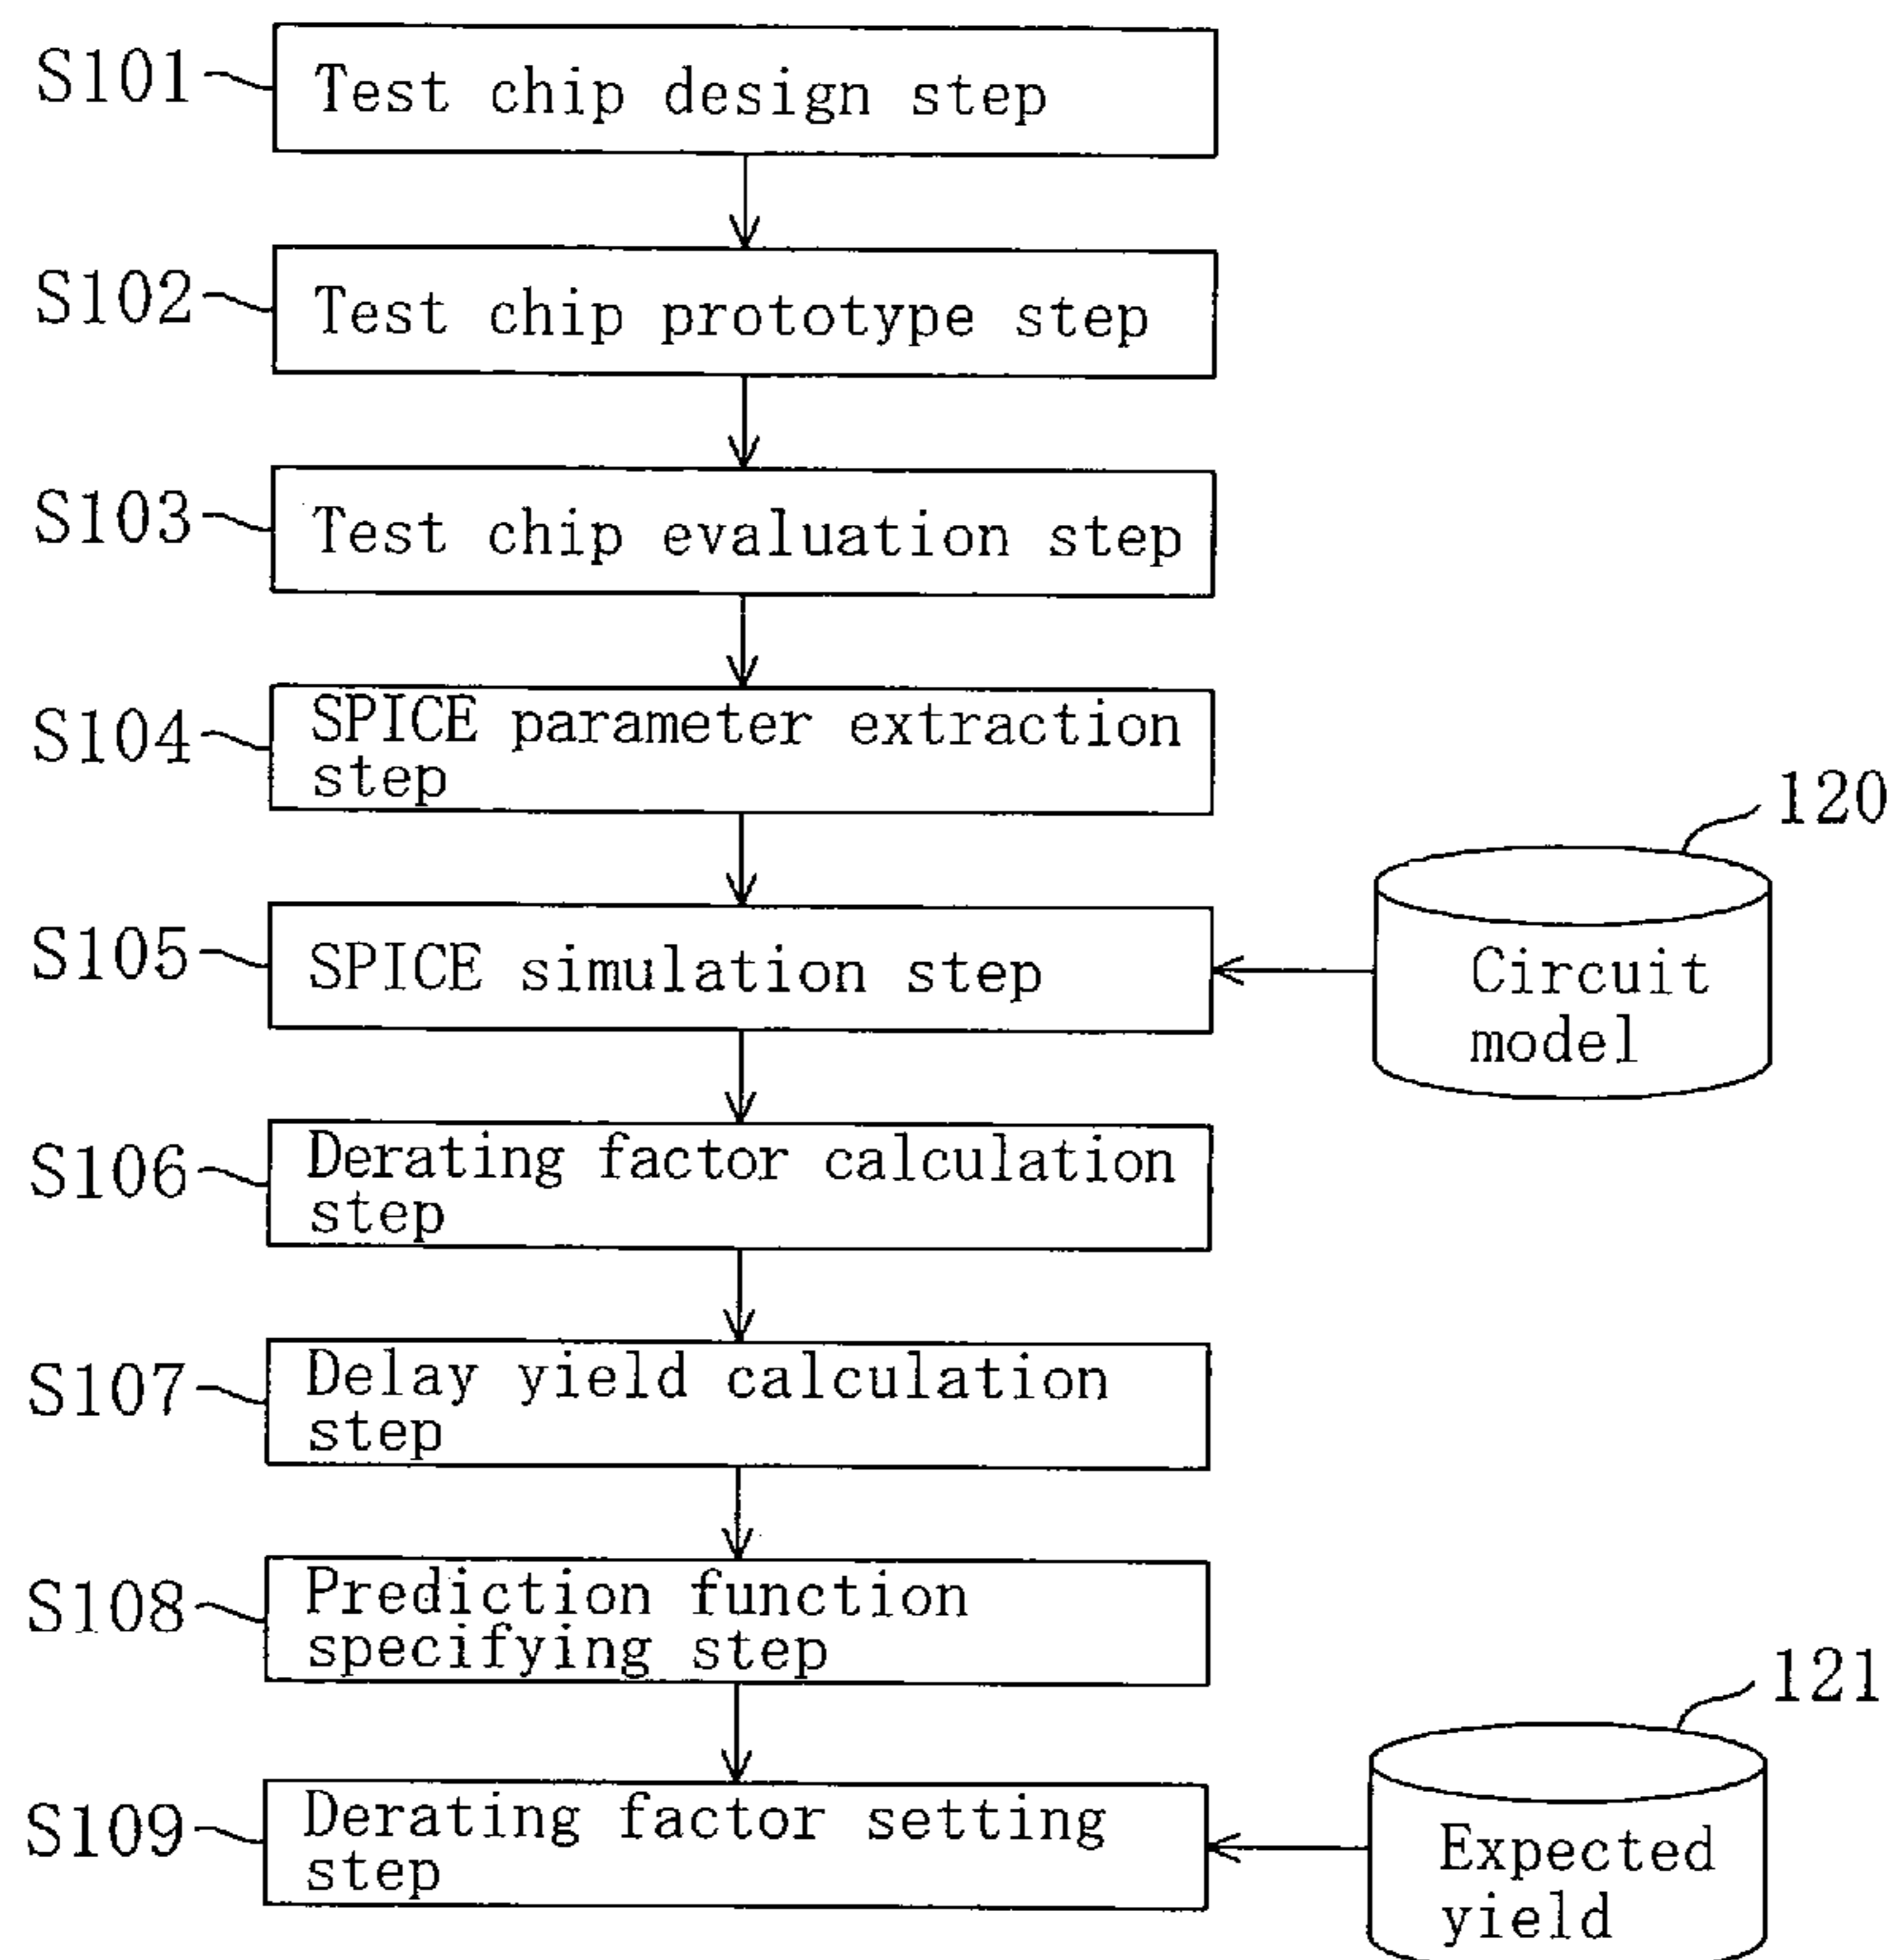 S101
Test chip design step
S102
Test chip prototype step
S103
Test chip evaluation step
S104
SPICE parameter extraction
step
120
S105
SPICE simulation step
Circuit
model
S106
Derating factor calculation
step
S107
Delay yield calculation
step
S108
Prediction function
specifying step
121
S109
Derating factor setting
step
Expected
yield